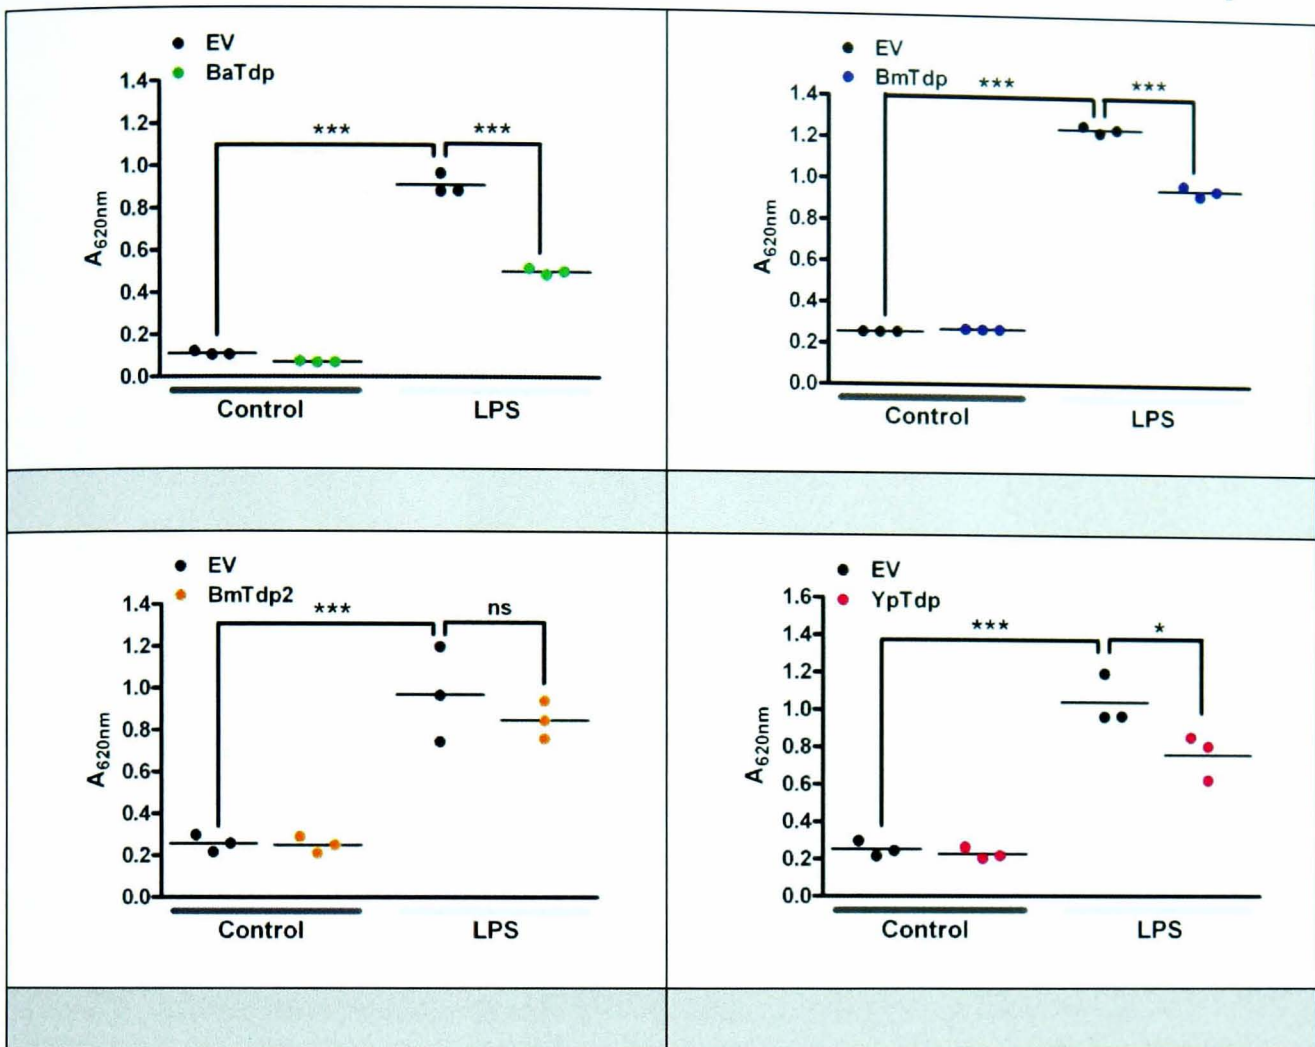 EV
BaTdp
1.4
1.2
1.0
0.8
0.6
0.4
0.2
0.0
A620nm
***
***
Control
LPS
EV
BmTdp
1.4
1.2
1.0
0.8
0.6
0.4
0.2
0.0
A620nm
***
***
Control
LPS
EV
BmTdp2
1.4
1.2
1.0
0.8
0.6
0.4
0.2
0.0
A620nm
***
ns
Control
LPS
EV
YpTdp
1.6
1.4
1.2
1.0
0.8
0.6
0.4
0.2
0.0
A620nm
***
*
Control
LPS